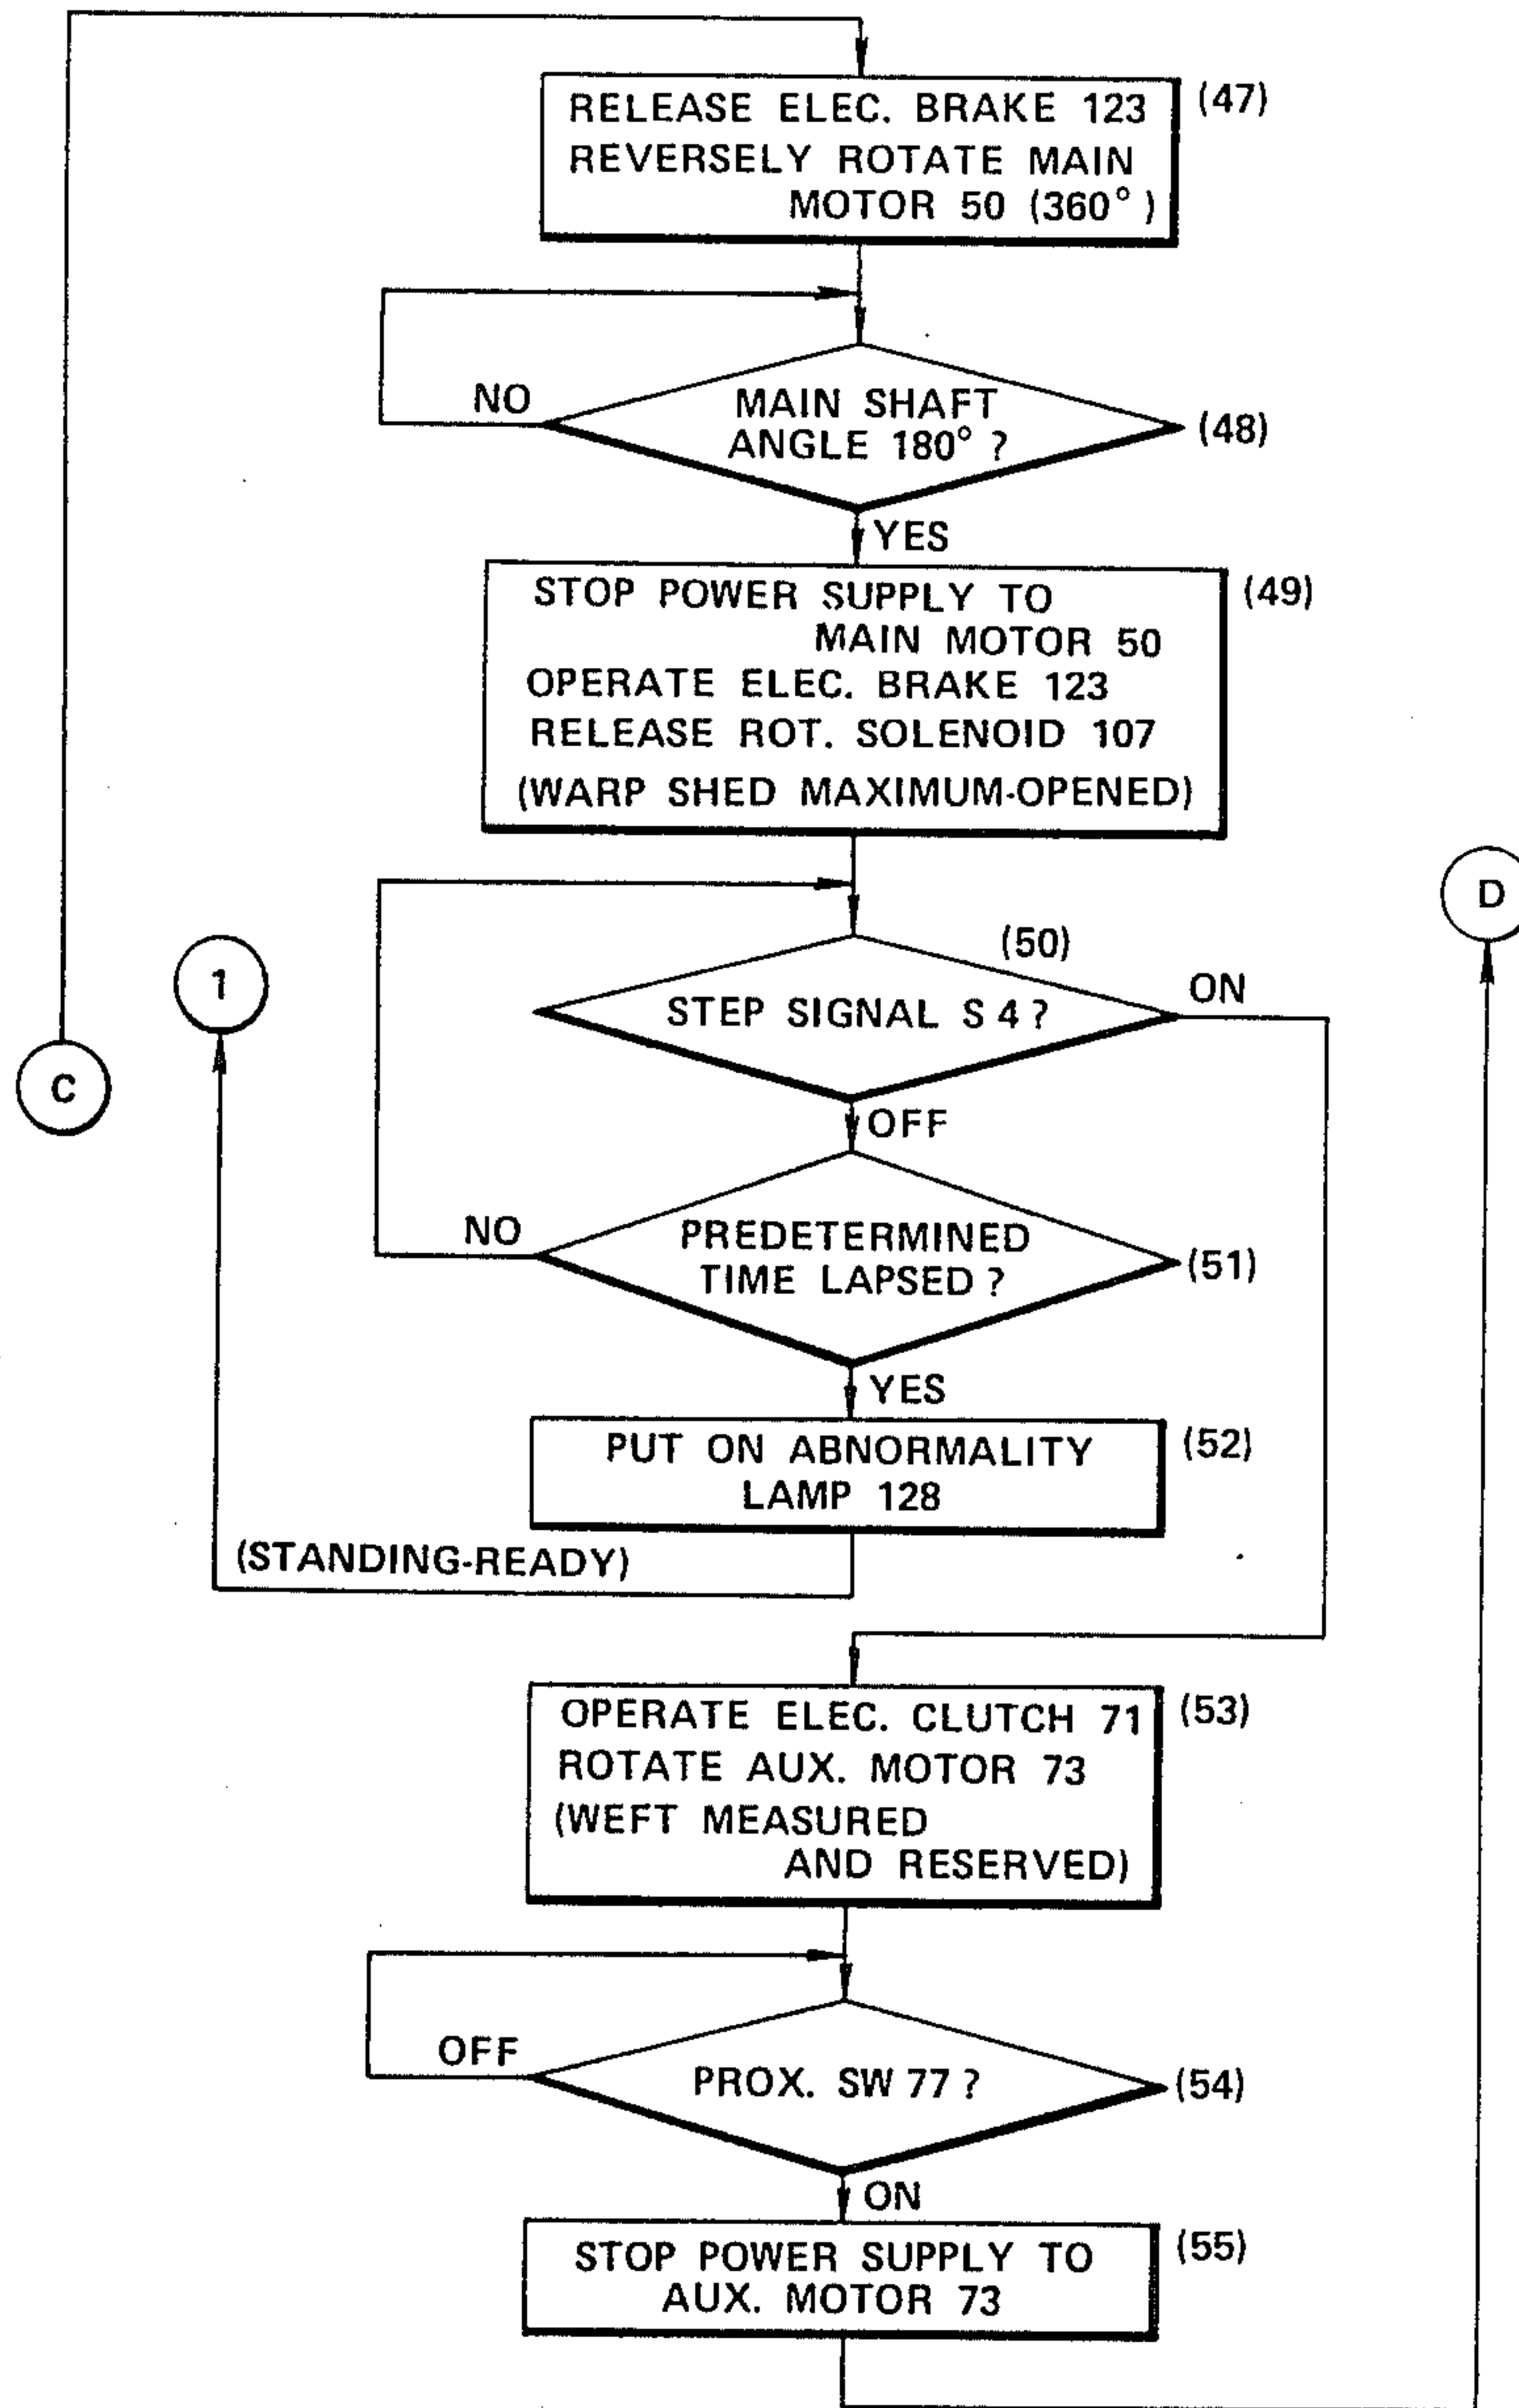 RELEASE ELEC. BRAKE 123
REVERSELY ROTATE MAIN
MOTOR 50 (360°)
(47)
NO
MAIN SHAFT
ANGLE 180° ?
(48)
YES
STOP POWER SUPPLY TO
MAIN MOTOR 50
OPERATE ELEC. BRAKE 123
RELEASE ROT. SOLENOID 107
(WARP SHED MAXIMUM-OPENED)
(49)
D
1
C
(50)
STEP SIGNAL S 4 ?
ON
OFF
NO
PREDETERMINED
TIME LAPSED ?
(51)
YES
PUT ON ABNORMALITY
LAMP 128
(52)
(STANDING-READY)
OPERATE ELEC. CLUTCH 71
ROTATE AUX. MOTOR 73
(WEFT MEASURED
AND RESERVED)
(53)
OFF
PROX. SW 77 ?
(54)
ON
STOP POWER SUPPLY TO
AUX. MOTOR 73
(55)